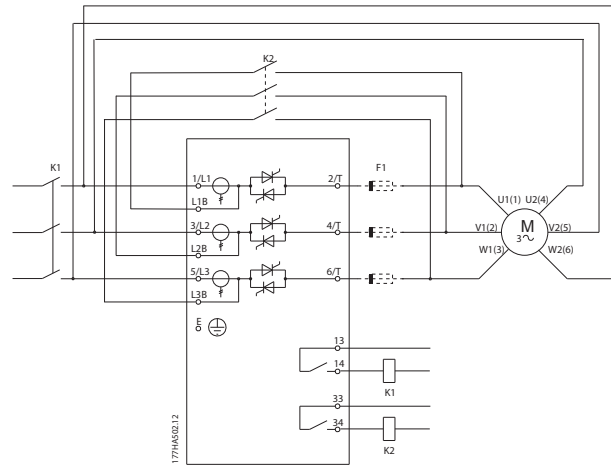 K2
K1
1/L1
2/T
F1
L1B
U1(1) U2(4)
3/L2
4/T
V1(2)
M
3~
V2(5)
L2B
W1(3)
W2(6)
5/L3
6/T
L3B
E
13
14
K1
33
34
K2
177HA502.12